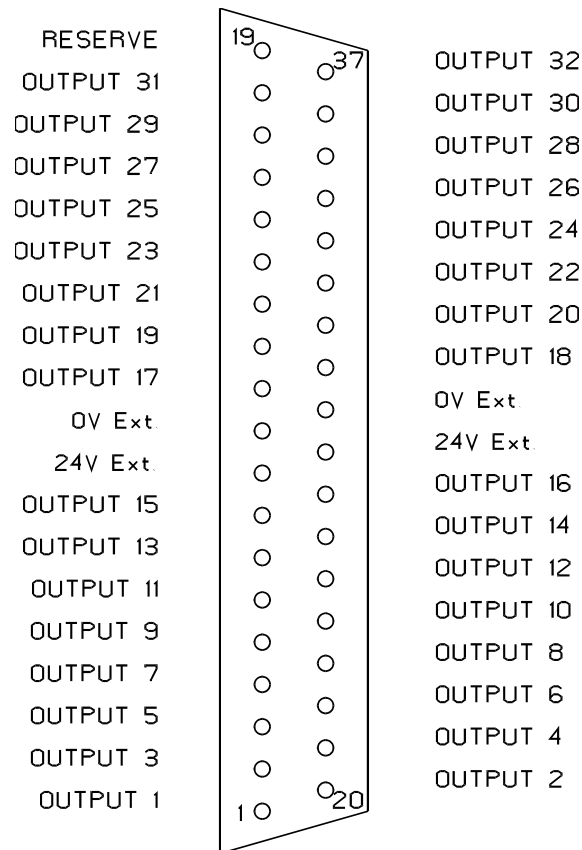 RESERVE
OUTPUT 31
OUTPUT 29
OUTPUT 27
OUTPUT 25
OUTPUT 23
OUTPUT 21
OUTPUT 19
OUTPUT 17
0V Ext.
24V Ext.
OUTPUT 15
OUTPUT 13
OUTPUT 11
OUTPUT 9
OUTPUT 7
OUTPUT 5
OUTPUT 3
OUTPUT 1
19
37
1
20
OUTPUT 32
OUTPUT 30
OUTPUT 28
OUTPUT 26
OUTPUT 24
OUTPUT 22
OUTPUT 20
OUTPUT 18
0V Ext.
24V Ext.
OUTPUT 16
OUTPUT 14
OUTPUT 12
OUTPUT 10
OUTPUT 8
OUTPUT 6
OUTPUT 4
OUTPUT 2